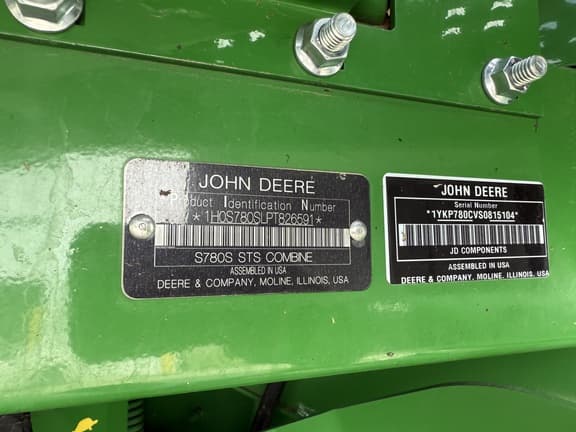 JOHN DEERE
*Product Identification Number
*1H0S780SLPT826591*
S780S STS COMBINE
ASSEMBLED IN USA
DEERE & COMPANY, MOLINE, ILLINOIS, USA
JOHN DEERE
Serial Number
*1YKP780CVS0815104*
JD COMPONENTS
ASSEMBLED IN USA
DEERE & COMPANY, MOLINE, ILLINOIS, USA